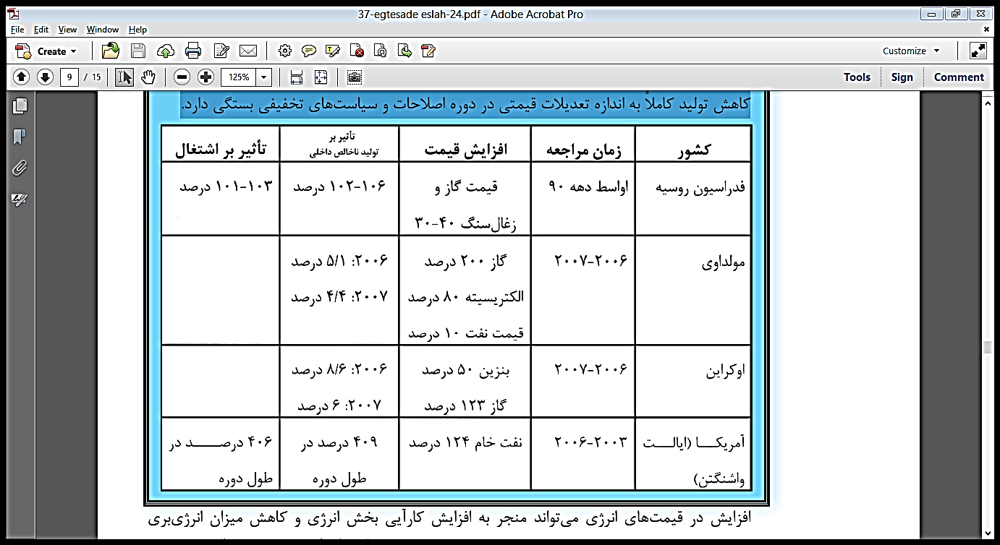 37-egtesade eslah-24.pdf - Adobe Acrobat Pro
File Edit View Window Help
Create
Customize
9 / 15
125%
Tools Sign Comment
کاهش تولید کاملاً به اندازه تعدیلات قیمتی در دوره اصلاحات و سیاست‌های تخفیفی بستگی دارد.
کشور زمان مراجعه افزایش قیمت تأثیر بر تولید ناخالص داخلی تأثیر بر اشتغال
فدراسیون روسیه اواسط دهه ۹۰ قیمت گاز و ۱۰۲-۱۰۶ درصد ۱۰۱-۱۰۳ درصد
زغال‌سنگ ۴۰-۳۰
مولداوی ۲۰۰۶-۲۰۰۷ گاز ۲۰۰ درصد ۲۰۰۶: ۵/۱ درصد
الکتریسیته ۸۰ درصد ۲۰۰۷: ۴/۴ درصد
قیمت نفت ۱۰ درصد
اوکراین ۲۰۰۶-۲۰۰۷ بنزین ۵۰ درصد ۲۰۰۶: ۸/۶ درصد
گاز ۱۲۳ درصد ۲۰۰۷: ۶ درصد
آمریکا (ایالت ۲۰۰۳-۲۰۰۶ نفت خام ۱۲۴ درصد ۴۰۹ درصد در ۴۰۶ درصد در
واشنگتن) طول دوره طول دوره
افزایش در قیمت‌های انرژی می‌تواند منجر به افزایش کارآیی بخش انرژی و کاهش میزان انرژی‌بری